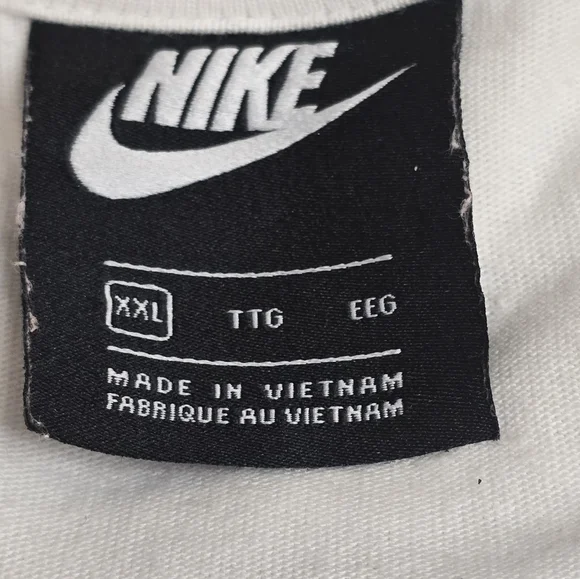 NIKE
XXL TTG EEG
MADE IN VIETNAM
FABRIQUE AU VIETNAM